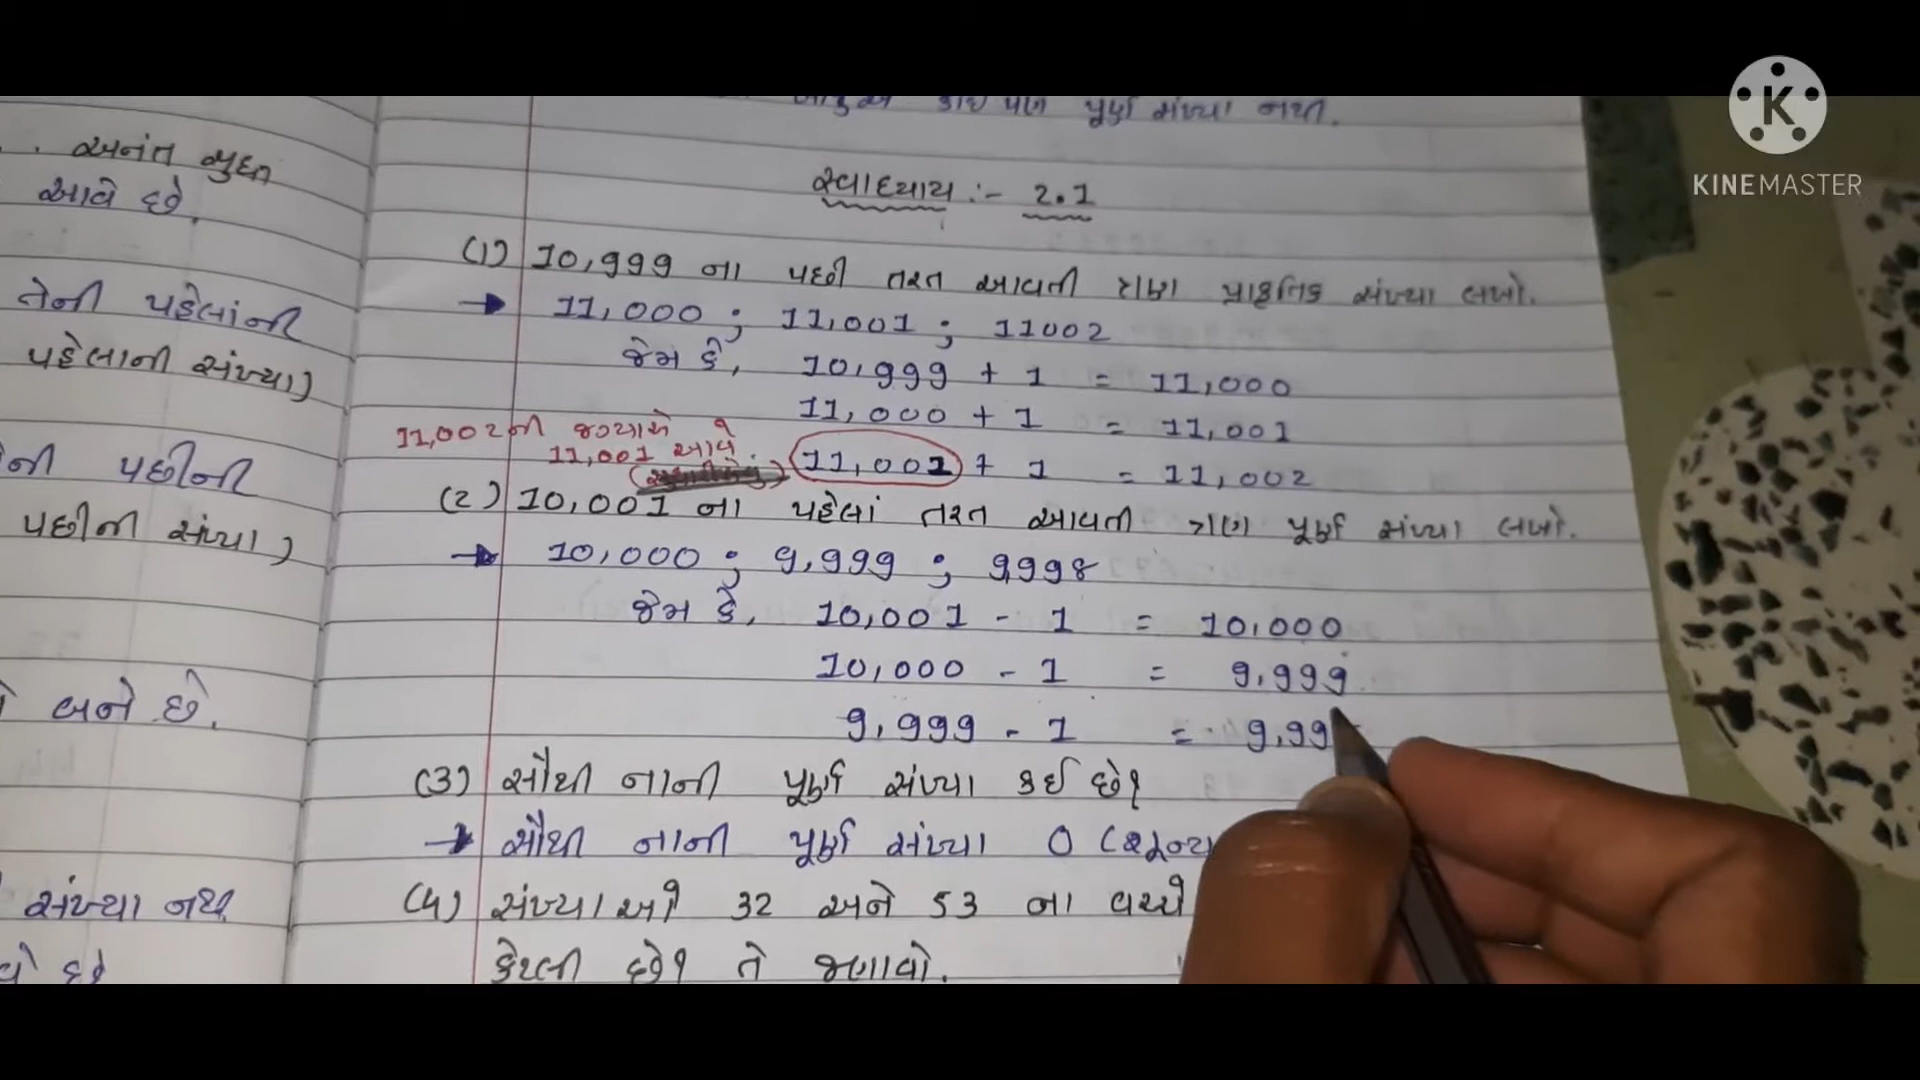 પૂર્ણ સંખ્યા નથી.
સ્વાધ્યાય :- 2.1
(1) 10,999 ના પછી તરત આવતી ત્રણ પ્રાકૃતિક સંખ્યા લખો.
→ 11,000 ; 11,001 ; 11002
જેમ કે, 10,999 + 1 = 11,000
11,000 + 1 = 11,001
11,002ની જગ્યાએ
11,001 આવે.
11,001 + 1 = 11,002
(2) 10,001 ના પહેલાં તરત આવતી ત્રણ પૂર્ણ સંખ્યા લખો.
→ 10,000 ; 9,999 ; 9998
જેમ કે, 10,001 - 1 = 10,000
10,000 - 1 = 9,999
9,999 - 1 = 9,99
(3) સૌથી નાની પૂર્ણ સંખ્યા કઈ છે?
→ સૌથી નાની પૂર્ણ સંખ્યા 0 (શૂન્ય
(4) સંખ્યાઓ 32 અને 53 ના વચ્ચે
કેટલી છે? તે જણાવો.
અનંત
આવે છે.
તેની પહેલાંની
પહેલાની સંખ્યા)
ની પછીની
પછીની સંખ્યા)
બને છે.
સંખ્યા નથી
KINEMASTER